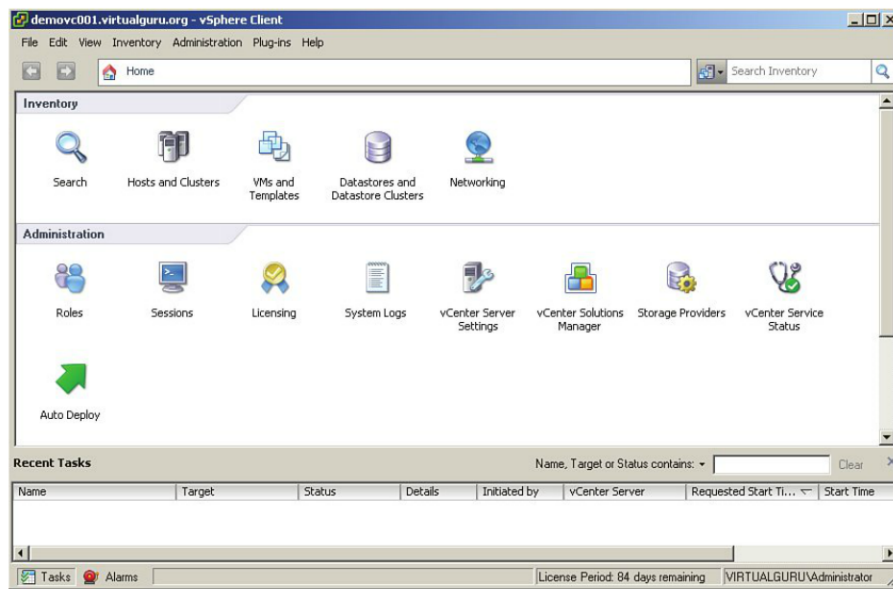 demovc001.virtualguru.org - vSphere Client
File Edit View Inventory Administration Plug-ins Help
Home Search Inventory
Inventory
Search Hosts and Clusters VMs and Templates Datastores and Datastore Clusters Networking
Administration
Roles Sessions Licensing System Logs vCenter Server Settings vCenter Solutions Manager Storage Providers vCenter Service Status
Auto Deploy
Recent Tasks Name, Target or Status contains: Clear
Name Target Status Details Initiated by vCenter Server Requested Start Ti... Start Time
Tasks Alarms License Period: 84 days remaining VIRTUALGURU\Administrator